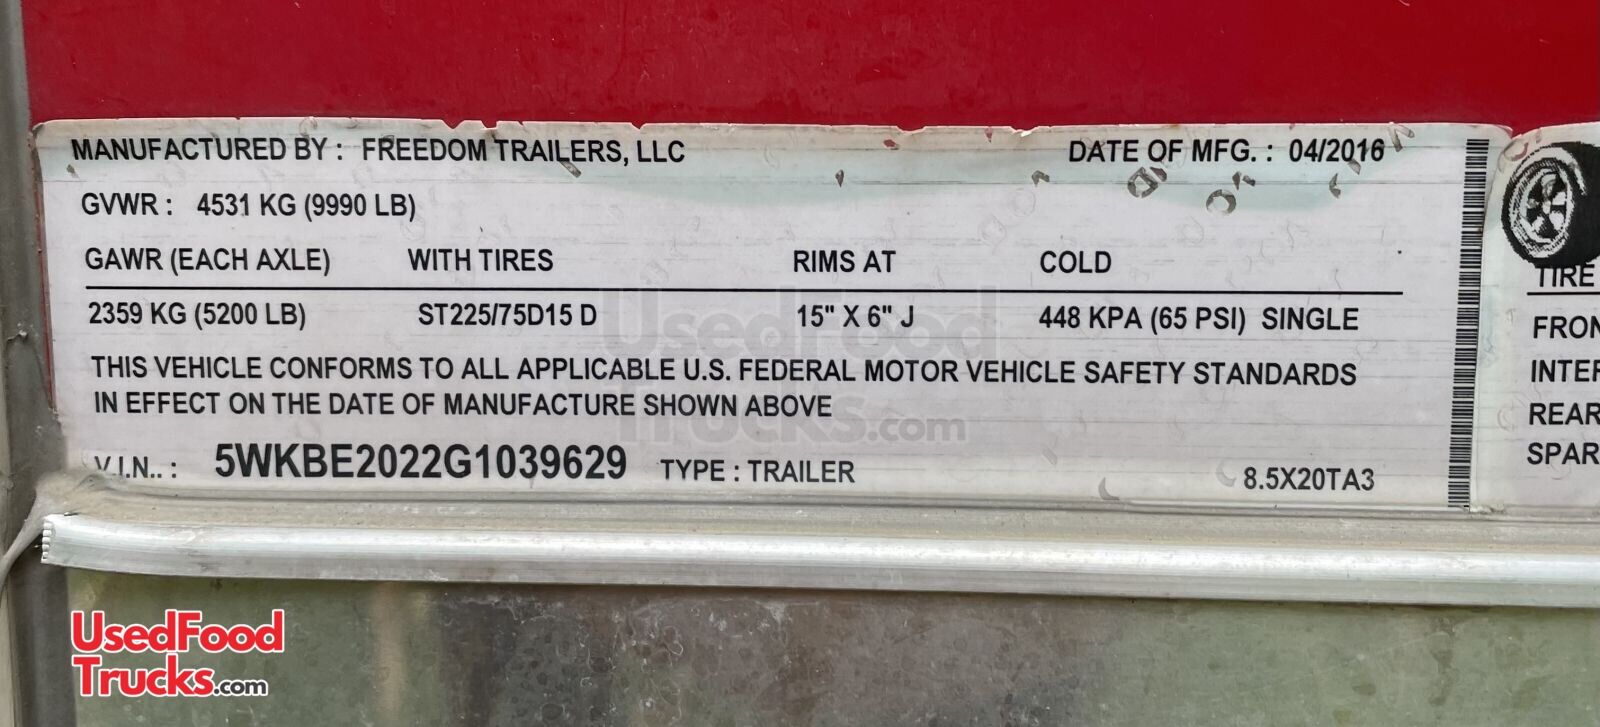 MANUFACTURED BY : FREEDOM TRAILERS, LLC DATE OF MFG. : 04/2016
GVWR : 4531 KG (9990 LB)
GAWR (EACH AXLE) WITH TIRES RIMS AT COLD
2359 KG (5200 LB) ST225/75D15 D 15" X 6" J 448 KPA (65 PSI) SINGLE
THIS VEHICLE CONFORMS TO ALL APPLICABLE U.S. FEDERAL MOTOR VEHICLE SAFETY STANDARDS
IN EFFECT ON THE DATE OF MANUFACTURE SHOWN ABOVE
V.I.N.. : 5WKBE2022G1039629 TYPE : TRAILER 8.5X20TA3
TIRE
FRON
INTER
REAR
SPAR
UsedFood
Trucks.com
UsedFood
Trucks.com